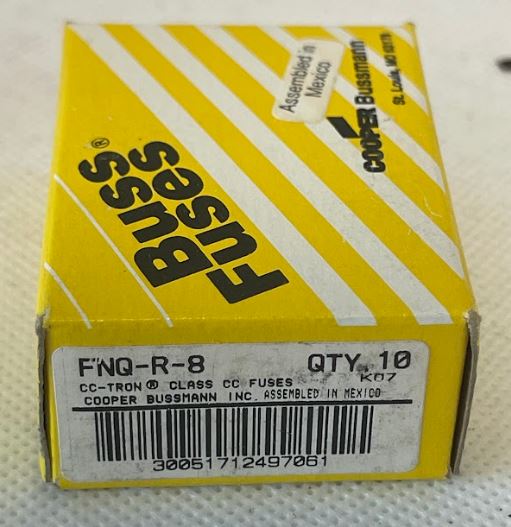 Assembled in
Mexico
COOPER Bussmann
St. Louis, MO 63178
Buss®
Fuses
FNQ-R-8 QTY. 10
K07
CC-TRON® CLASS CC FUSES
COOPER BUSSMANN INC. ASSEMBLED IN MEXICO
30051712497061